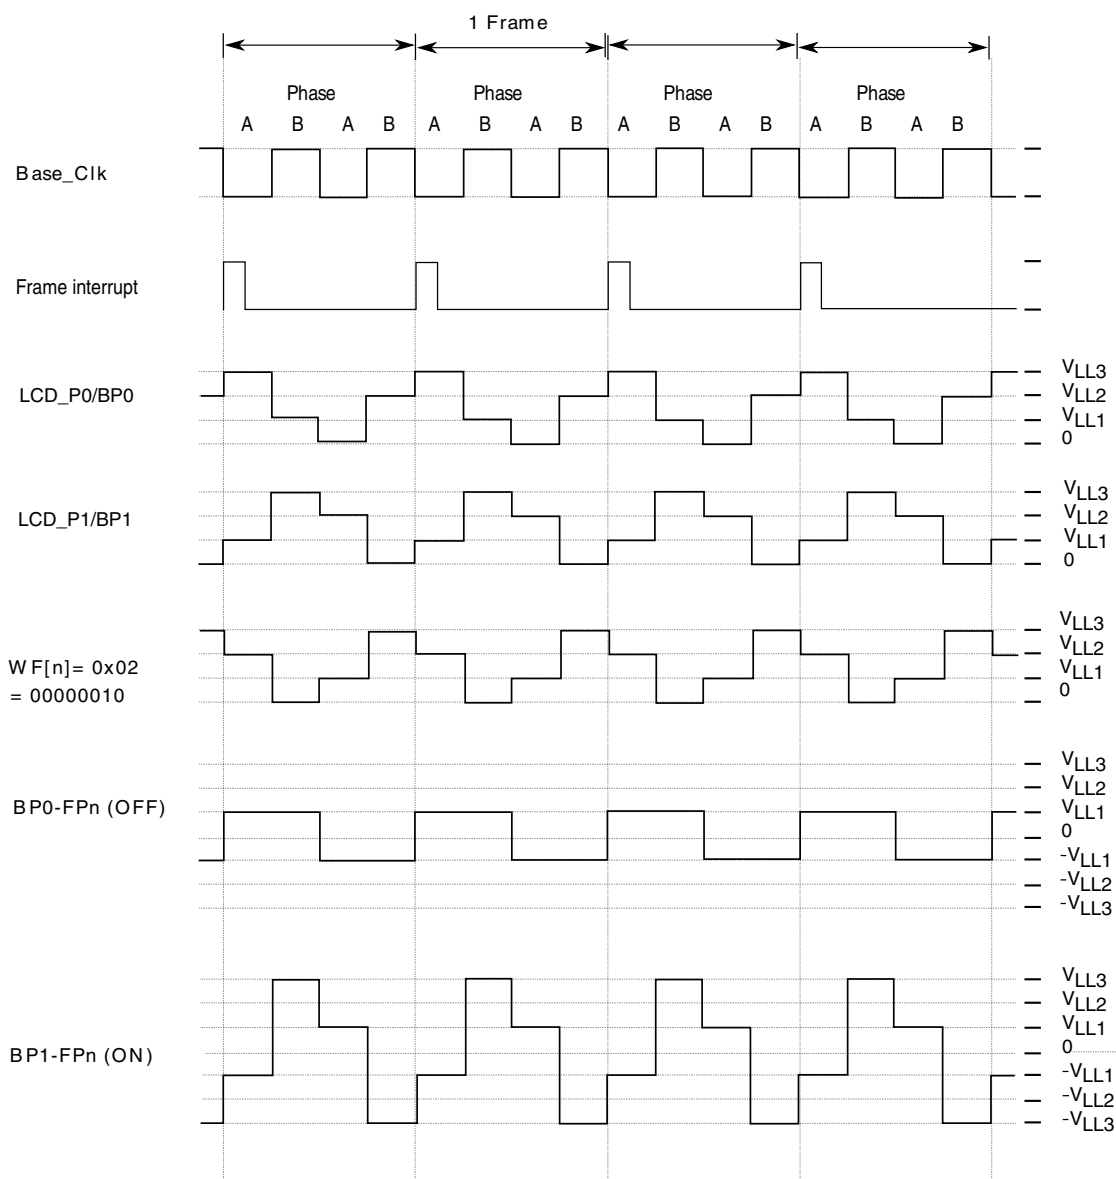 1 Frame
Phase Phase Phase Phase
A B A B A B A B A B A B A B A B
Base_Clk
Frame interrupt
LCD_P0/BP0
VLL3
VLL2
VLL1
0
LCD_P1/BP1
VLL3
VLL2
VLL1
0
WF[n]= 0x02
= 00000010
VLL3
VLL2
VLL1
0
BP0-FPn (OFF)
VLL3
VLL2
VLL1
0
-VLL1
-VLL2
-VLL3
BP1-FPn (ON)
VLL3
VLL2
VLL1
0
-VLL1
-VLL2
-VLL3